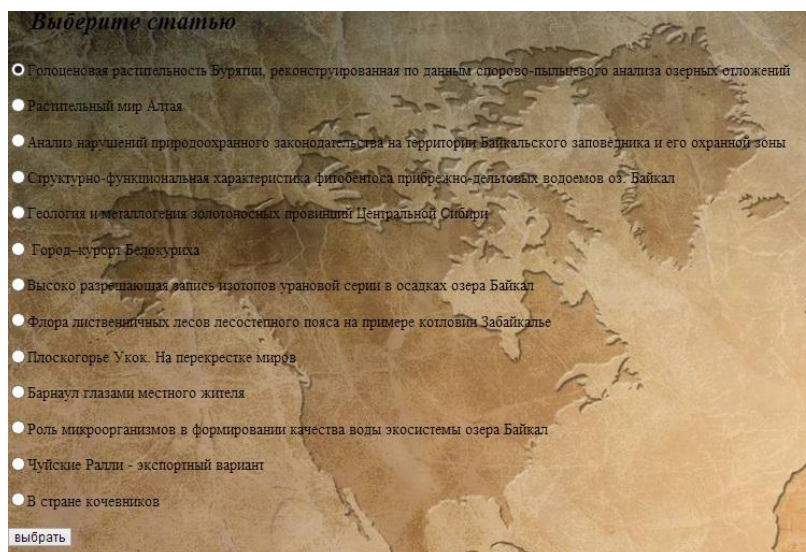 Выберите статью
Голоценовая растительность Бурятии, реконструированная по данным спорово-пыльцевого анализа озерных отложений
Растительный мир Алтая
Анализ нарушений природоохранного законодательства на территории Байкальского заповедника и его охранной зоны
Структурно-функциональная характеристика фитобентоса прибрежно-дельтовых водоемов оз. Байкал
Геология и металлогения золотоносных провинций Центральной Сибири
Город–курорт Белокуриха
Высоко разрешающая запись изотопов урановой серии в осадках озера Байкал
Флора лиственничных лесов лесостепного пояса на примере котловин Забайкалье
Плоскогорье Укок. На перекрестке миров
Барнаул глазами местного жителя
Роль микроорганизмов в формировании качества воды экосистемы озера Байкал
Чуйские Ралли - экспортный вариант
В стране кочевников
выбрать